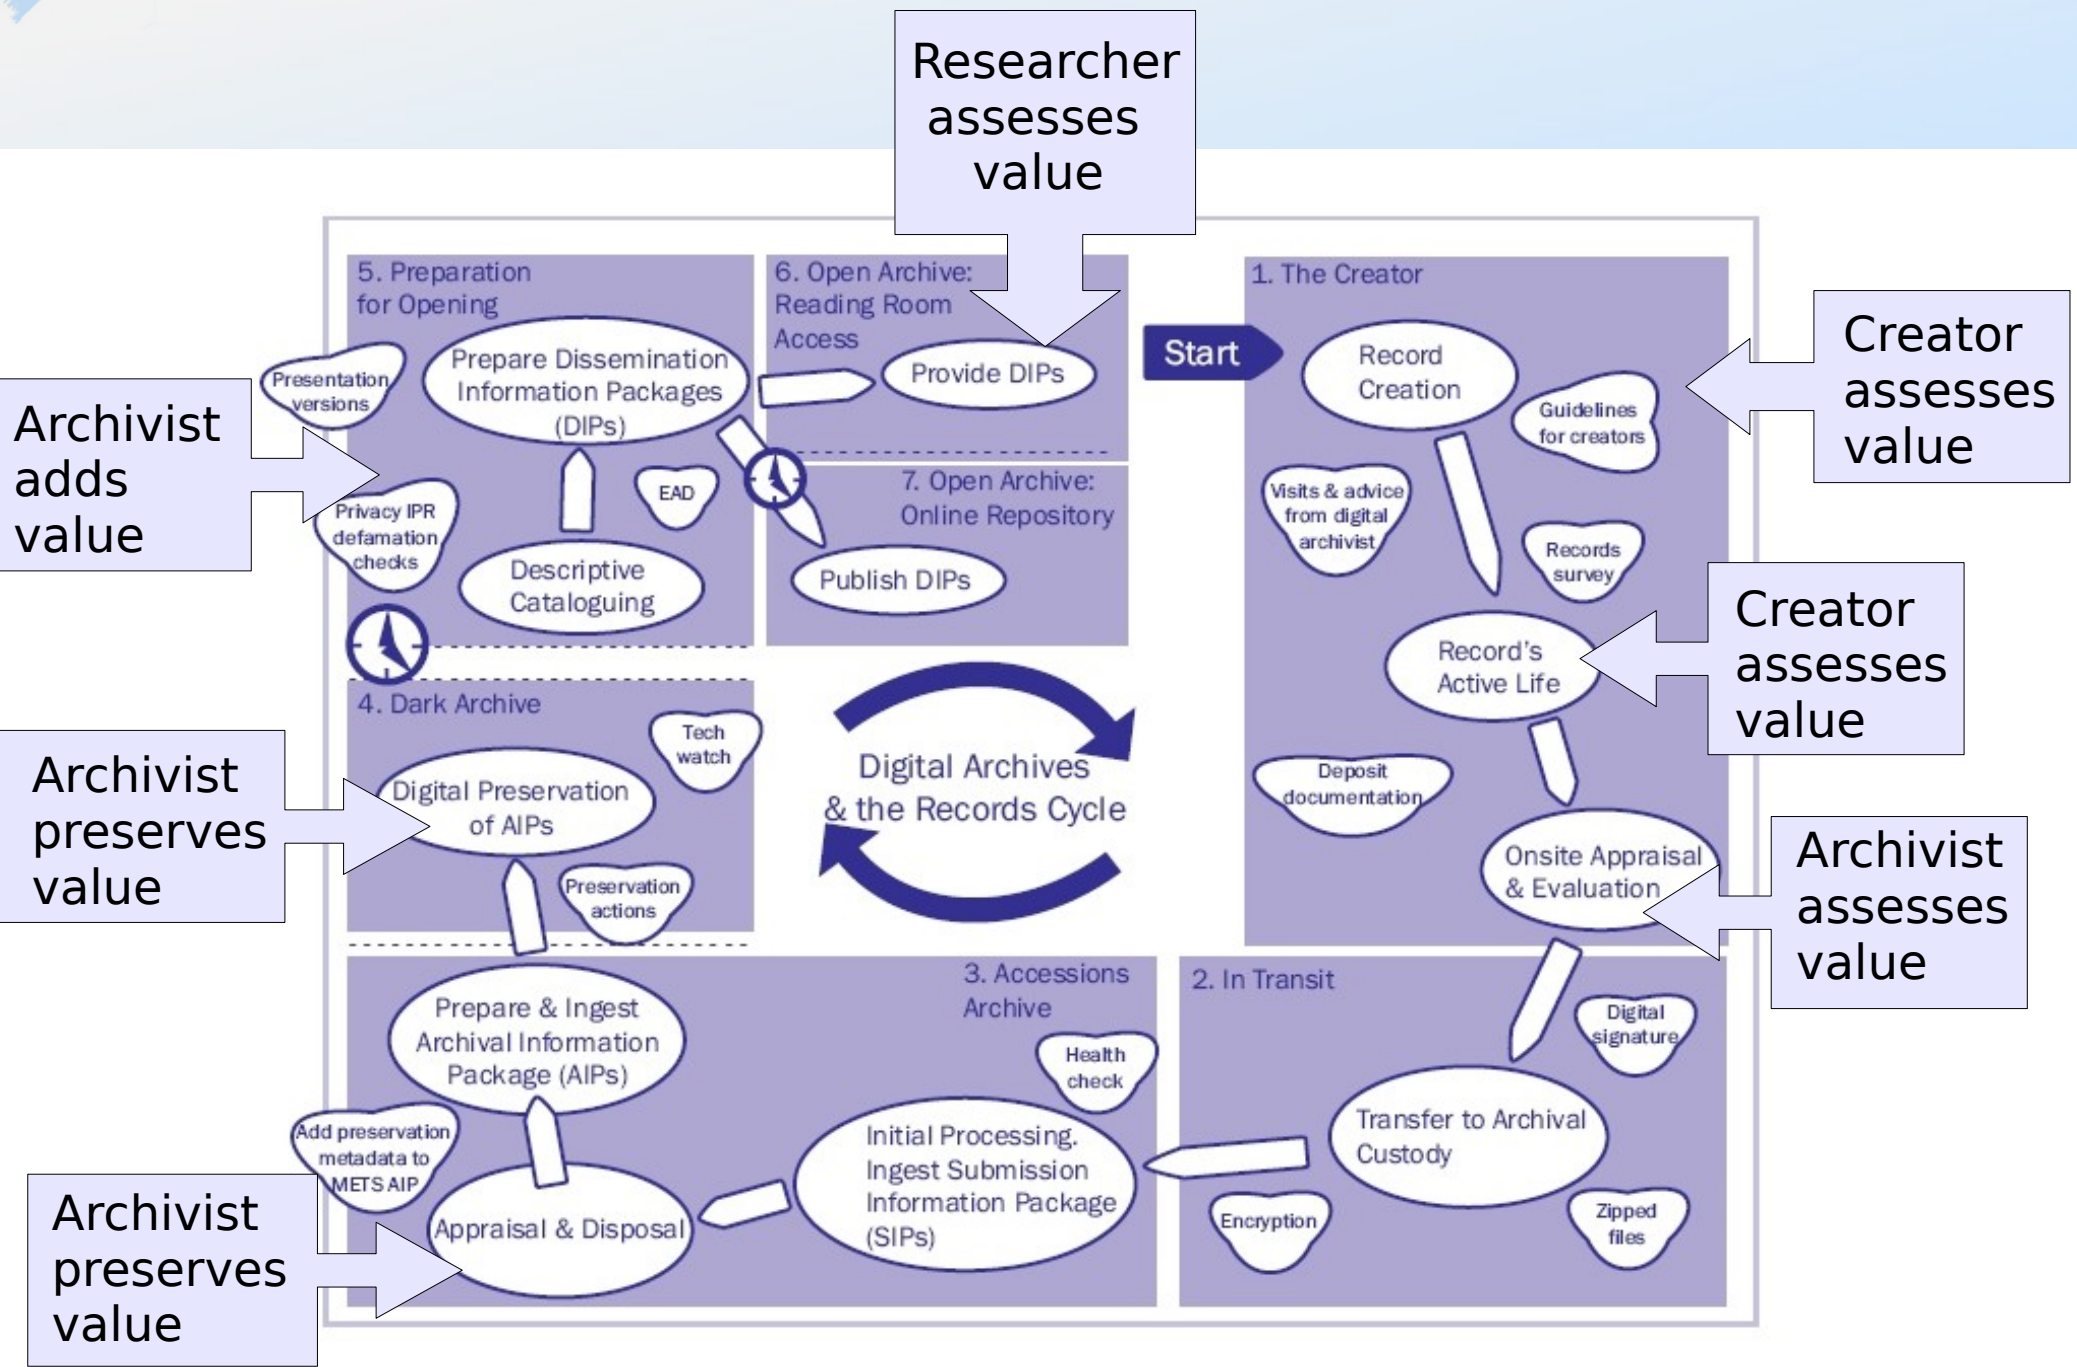 Researcher
assesses
value
5. Preparation
for Opening
Presentation
versions
Prepare Dissemination
Information Packages
(DIPs)
Privacy IPR
defamation
checks
EAD
Descriptive
Cataloguing
6. Open Archive:
Reading Room
Access
Provide DIPs
7. Open Archive:
Online Repository
Publish DIPs
Start
1. The Creator
Record
Creation
Guidelines
for creators
Visits & advice
from digital
archivist
Records
survey
Record's
Active Life
Deposit
documentation
Onsite Appraisal
& Evaluation
Creator
assesses
value
Creator
assesses
value
Archivist
assesses
value
Archivist
adds
value
4. Dark Archive
Tech
watch
Digital Preservation
of AIPs
Preservation
actions
Archivist
preserves
value
Digital Archives
& the Records Cycle
3. Accessions
Archive
Prepare & Ingest
Archival Information
Package (AIPs)
Health
check
Add preservation
metadata to
METS AIP
Initial Processing.
Ingest Submission
Information Package
(SIPs)
Appraisal & Disposal
Archivist
preserves
value
2. In Transit
Digital
signature
Transfer to Archival
Custody
Encryption
Zipped
files